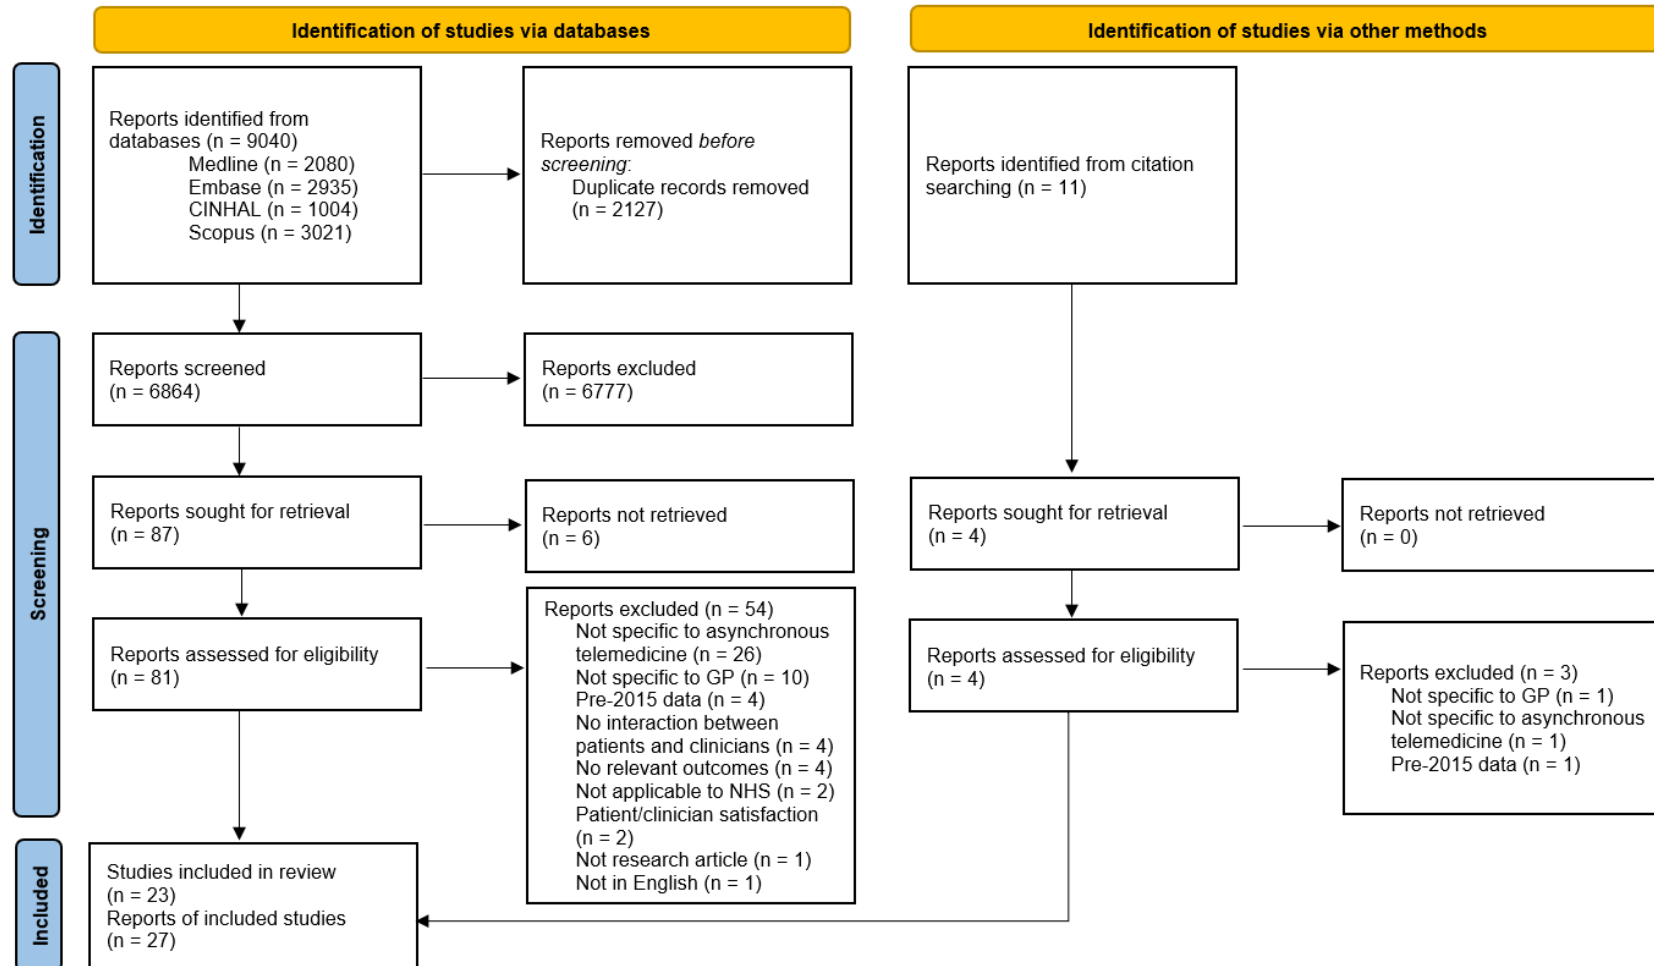 Identification of studies via databases
Identification of studies via other methods
Identification
Reports identified from
databases (n = 9040)
Medline (n = 2080)
Embase (n = 2935)
CINHAL (n = 1004)
Scopus (n = 3021)
Reports removed before
screening:
Duplicate records removed
(n = 2127)
Reports identified from citation
searching (n = 11)
Screening
Reports screened
(n = 6864)
Reports excluded
(n = 6777)
Reports sought for retrieval
(n = 87)
Reports not retrieved
(n = 6)
Reports sought for retrieval
(n = 4)
Reports not retrieved
(n = 0)
Reports assessed for eligibility
(n = 81)
Reports excluded (n = 54)
Not specific to asynchronous
telemedicine (n = 26)
Not specific to GP (n = 10)
Pre-2015 data (n = 4)
No interaction between
patients and clinicians (n = 4)
No relevant outcomes (n = 4)
Not applicable to NHS (n = 2)
Patient/clinician satisfaction
(n = 2)
Not research article (n = 1)
Not in English (n = 1)
Reports assessed for eligibility
(n = 4)
Reports excluded (n = 3)
Not specific to GP (n = 1)
Not specific to asynchronous
telemedicine (n = 1)
Pre-2015 data (n = 1)
Included
Studies included in review
(n = 23)
Reports of included studies
(n = 27)